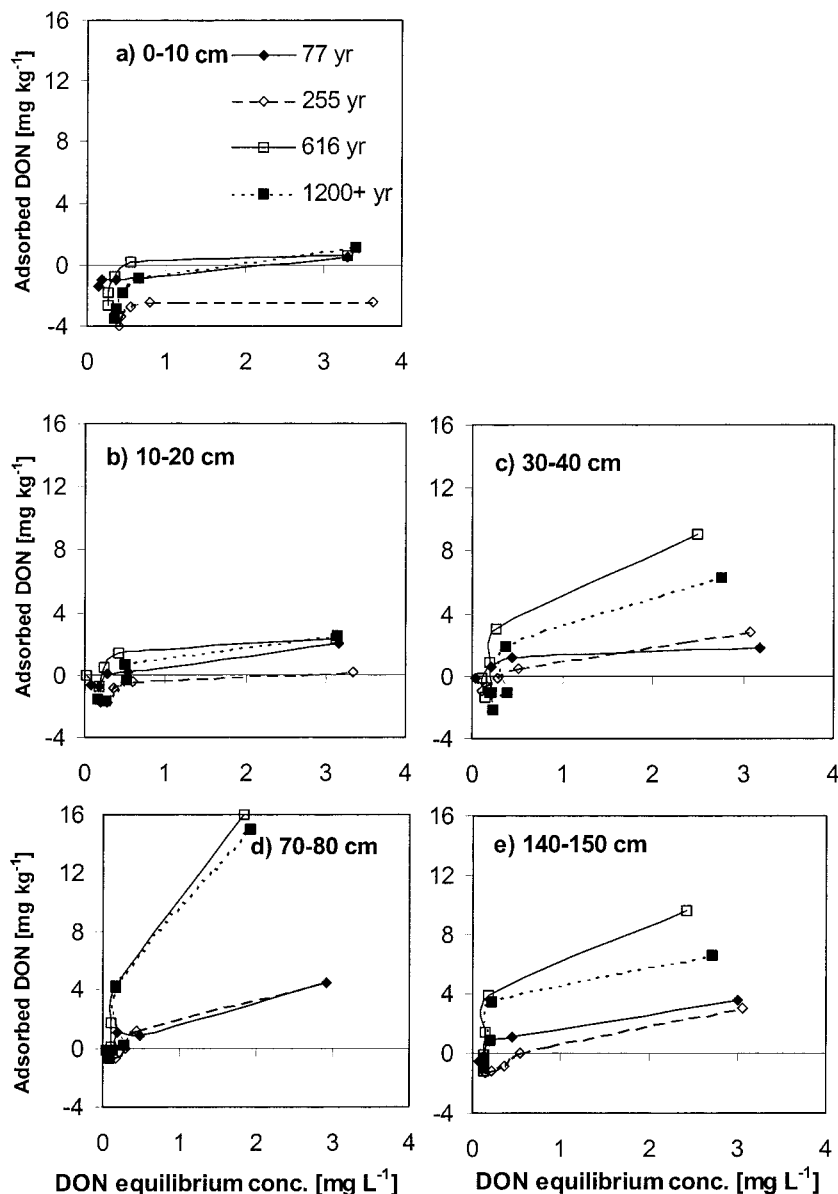 a) 0-10 cm
77 yr
255 yr
616 yr
1200+ yr
Adsorbed DON [mg kg⁻¹]
16
12
8
4
0
-4
0 1 2 3 4
b) 10-20 cm
Adsorbed DON [mg kg⁻¹]
16
12
8
4
0
-4
0 1 2 3 4
c) 30-40 cm
16
12
8
4
0
-4
0 1 2 3 4
d) 70-80 cm
Adsorbed DON [mg kg⁻¹]
16
12
8
4
0
-4
0 1 2 3 4
DON equilibrium conc. [mg L⁻¹]
e) 140-150 cm
16
12
8
4
0
-4
0 1 2 3 4
DON equilibrium conc. [mg L⁻¹]